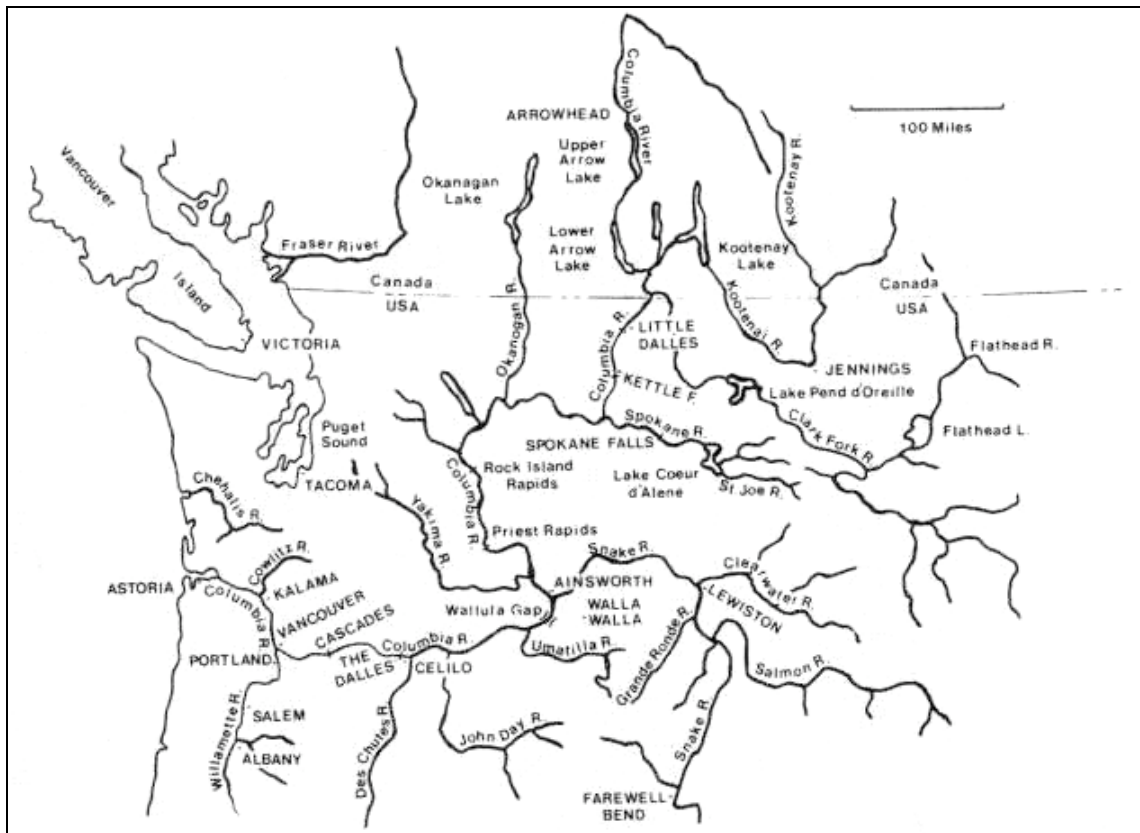 Columbia River
ARROWHEAD
100 Miles
Upper
Arrow
Lake
Kootenay R.
Vancouver
Island
Okanagan
Lake
Lower
Arrow
Lake
Fraser River
Kootenay
Lake
Canada
USA
Canada
USA
Okanogan R.
Columbia R.
Kootenai R.
VICTORIA
LITTLE
DALLES
Flathead R.
JENNINGS
KETTLE F.
Lake Pend d'Oreille
Puget
Sound
Spokane R.
SPOKANE FALLS
Clark Fork R.
Flathead L.
TACOMA
Columbia R.
Rock Island
Rapids
Lake Coeur
d'Alene
St Joe R.
Chehalis R.
Yakima R.
Priest Rapids
Cowlitz R.
Snake R.
Clearwater R.
ASTORIA
Columbia R.
KALAMA
AINSWORTH
Wallula Gap
WALLA
WALLA
LEWISTON
VANCOUVER
CASCADES
Columbia R.
Umatilla R.
Grande Ronde R.
PORTLAND
THE
DALLES
CELILO
Salmon R.
Willamette R.
SALEM
Des Chutes R.
John Day R.
Snake R.
ALBANY
FAREWELL-
BEND